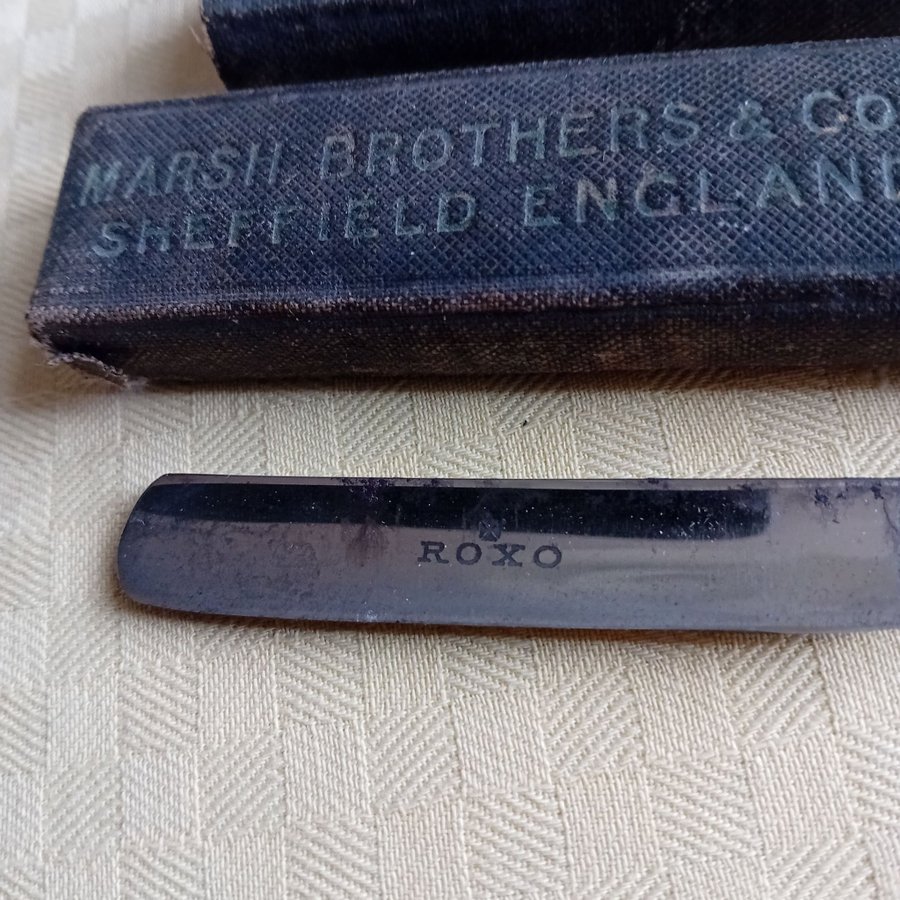 MARSH BROTHERS & Co
SHEFFIELD ENGLAND
ROXO